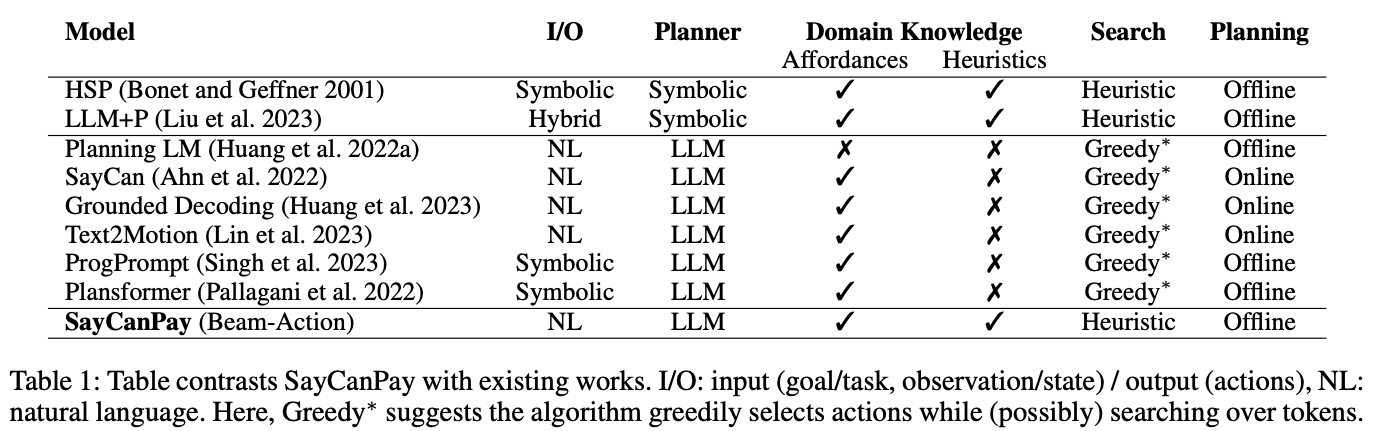 Model I/O Planner Domain Knowledge Search Planning
Affordances Heuristics
HSP (Bonet and Geffner 2001) Symbolic Symbolic ✓ ✓ Heuristic Offline
LLM+P (Liu et al. 2023) Hybrid Symbolic ✓ ✓ Heuristic Offline
Planning LM (Huang et al. 2022a) NL LLM ✗ ✗ Greedy* Offline
SayCan (Ahn et al. 2022) NL LLM ✓ ✗ Greedy* Online
Grounded Decoding (Huang et al. 2023) NL LLM ✓ ✗ Greedy* Online
Text2Motion (Lin et al. 2023) NL LLM ✓ ✗ Greedy* Online
ProgPrompt (Singh et al. 2023) Symbolic LLM ✓ ✗ Greedy* Offline
Plansformer (Pallagani et al. 2022) Symbolic LLM ✓ ✗ Greedy* Offline
SayCanPay (Beam-Action) NL LLM ✓ ✓ Heuristic Offline
Table 1: Table contrasts SayCanPay with existing works. I/O: input (goal/task, observation/state) / output (actions), NL:
natural language. Here, Greedy* suggests the algorithm greedily selects actions while (possibly) searching over tokens.